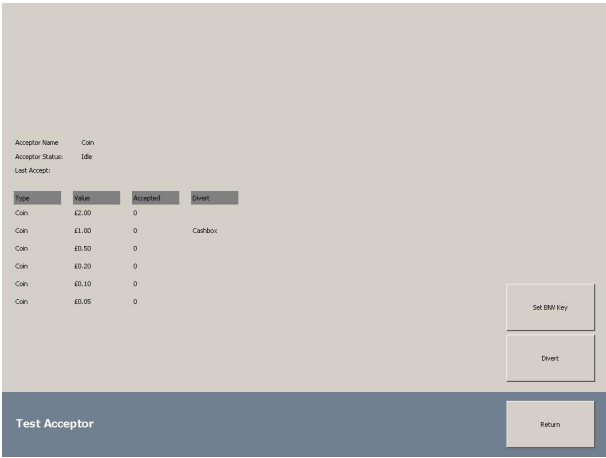 Acceptor Name Coin
Acceptor Status: Idle
Last Accept:
Type Value Accepted Divert
Coin £2.00 0
Coin £1.00 0 Cashbox
Coin £0.50 0
Coin £0.20 0
Coin £0.10 0
Coin £0.05 0
Set BNV Key
Divert
Test Acceptor Return